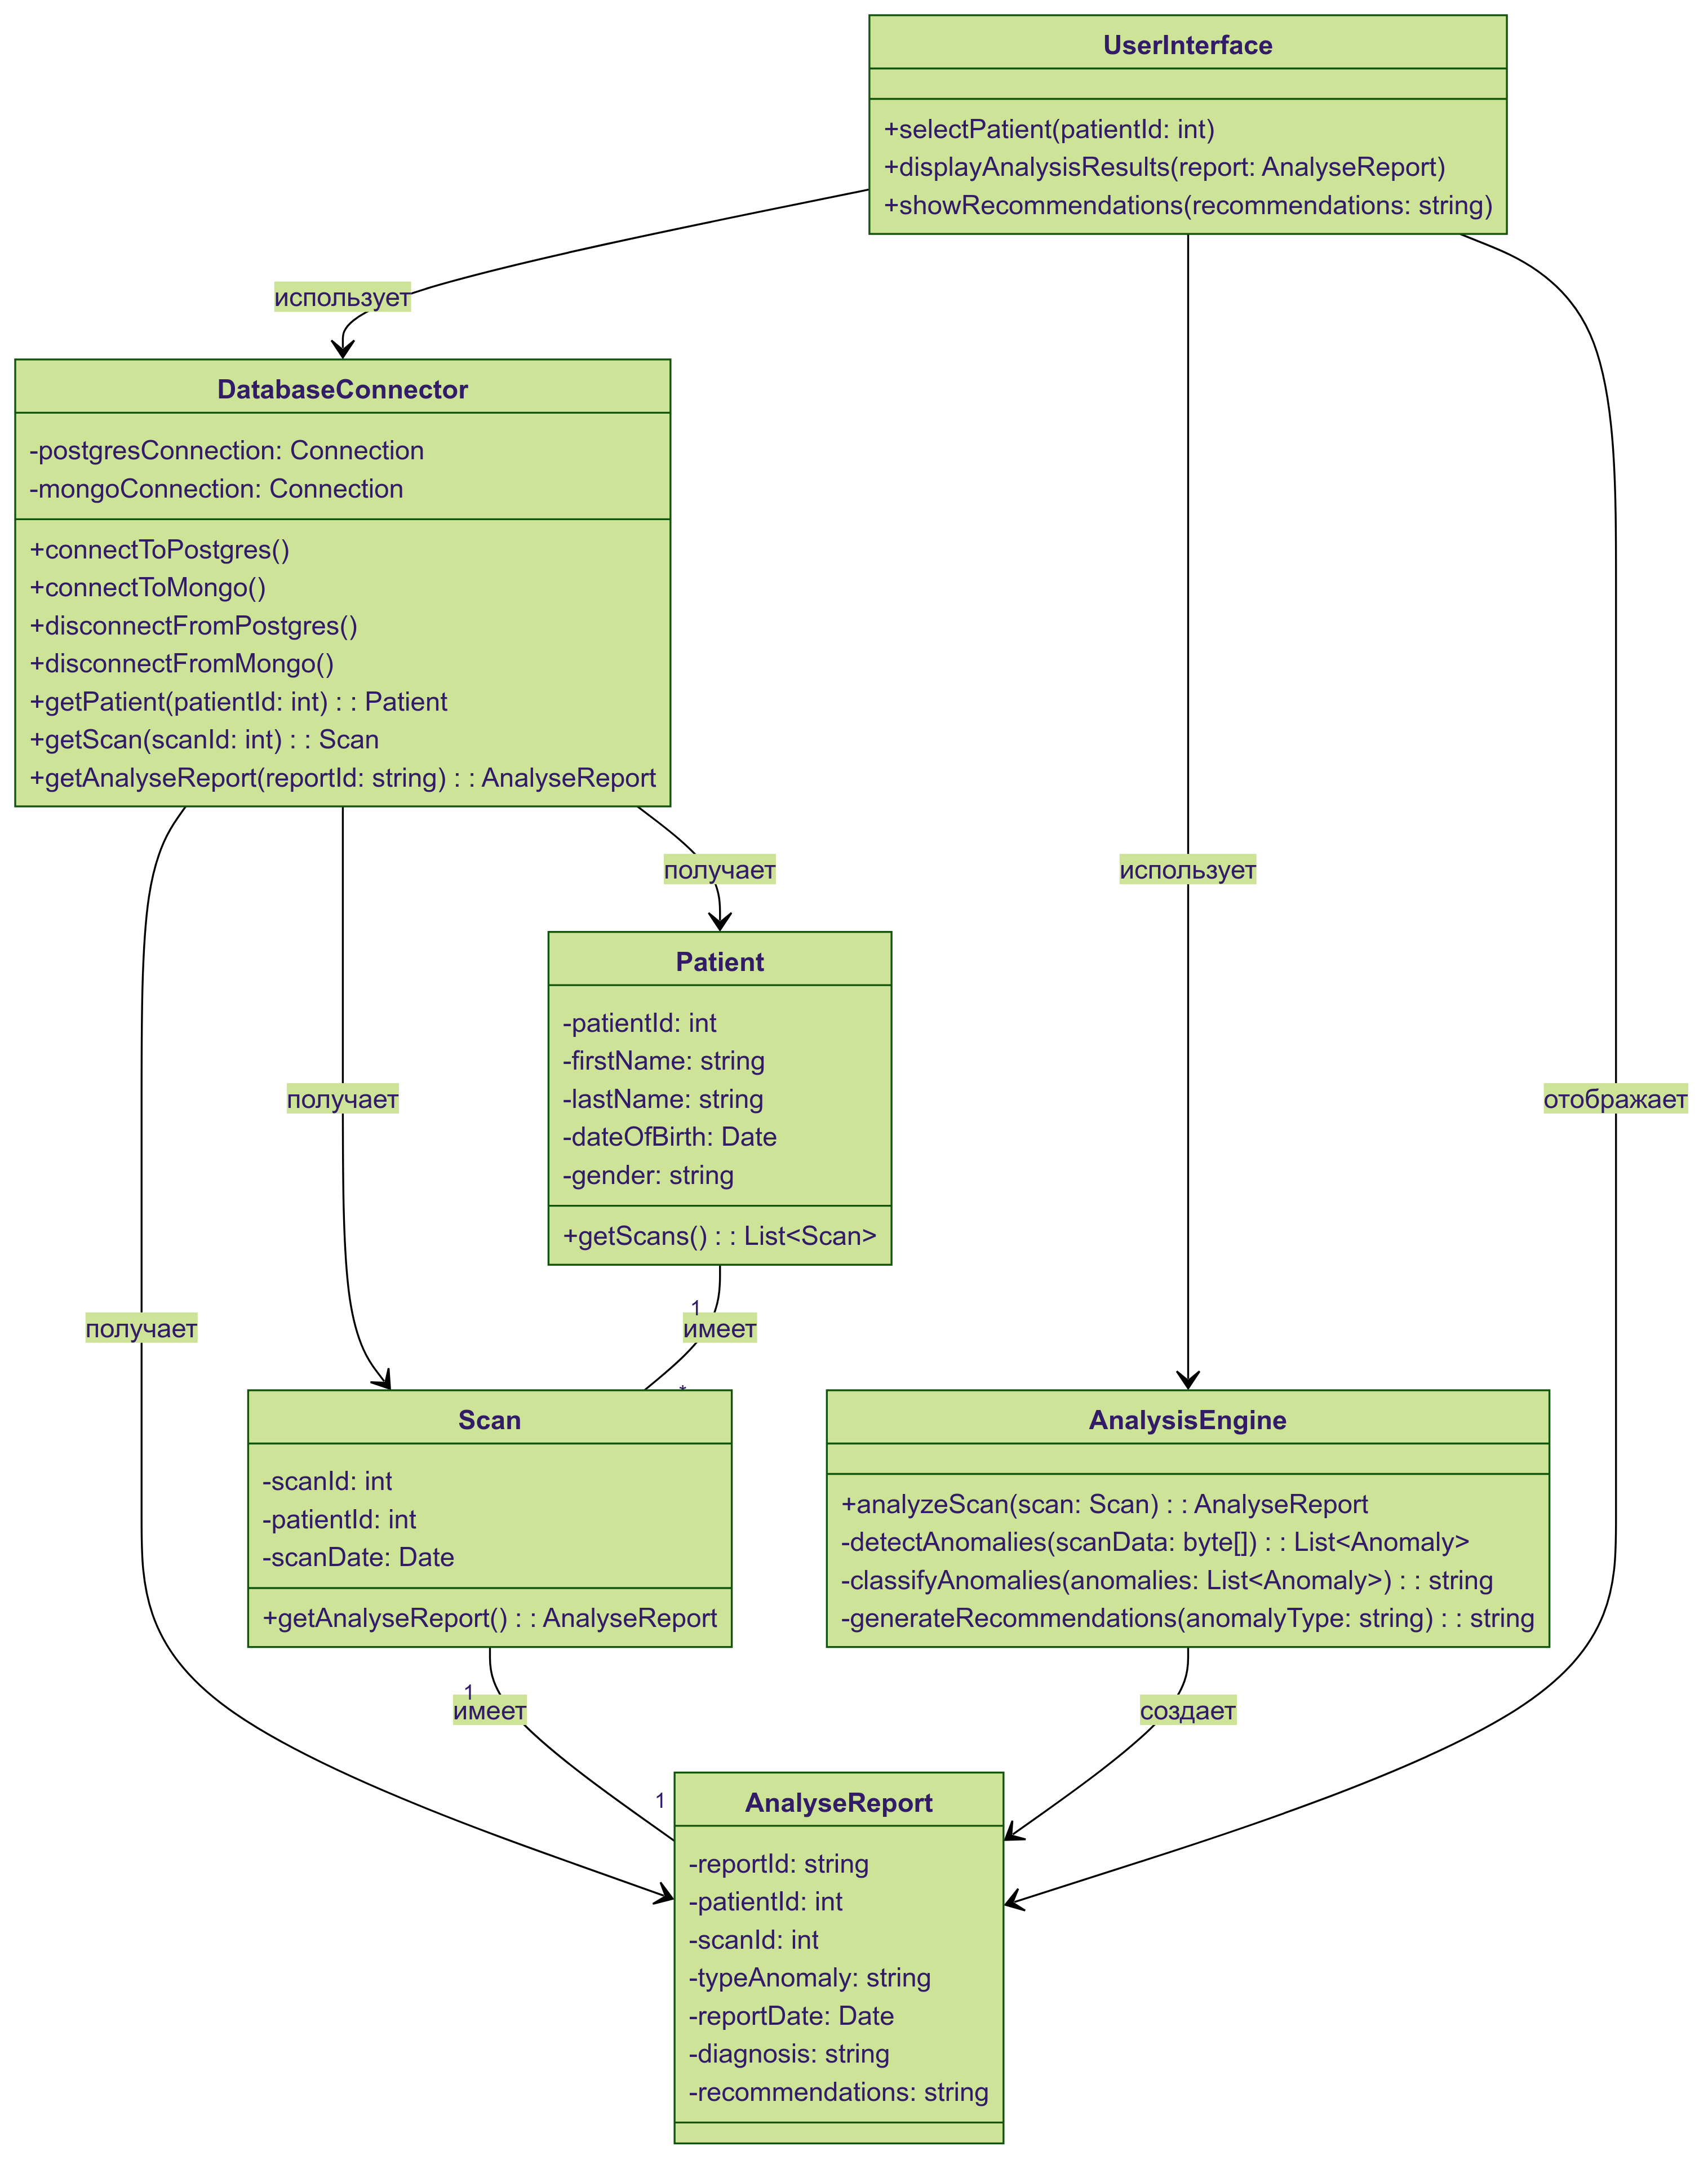 UserInterface
+selectPatient(patientId: int)
+displayAnalysisResults(report: AnalyseReport)
+showRecommendations(recommendations: string)
использует
DatabaseConnector
-postgresConnection: Connection
-mongoConnection: Connection
+connectToPostgres()
+connectToMongo()
+disconnectFromPostgres()
+disconnectFromMongo()
+getPatient(patientId: int) : : Patient
+getScan(scanId: int) : : Scan
+getAnalyseReport(reportId: string) : : AnalyseReport
получает
использует
Patient
-patientId: int
-firstName: string
-lastName: string
-dateOfBirth: Date
-gender: string
+getScans() : : List<Scan>
получает
отображает
получает
1
имеет
*
Scan
-scanId: int
-patientId: int
-scanDate: Date
+getAnalyseReport() : : AnalyseReport
AnalysisEngine
+analyzeScan(scan: Scan) : : AnalyseReport
-detectAnomalies(scanData: byte[]) : : List<Anomaly>
-classifyAnomalies(anomalies: List<Anomaly>) : : string
-generateRecommendations(anomalyType: string) : : string
1
имеет
создает
1
AnalyseReport
-reportId: string
-patientId: int
-scanId: int
-typeAnomaly: string
-reportDate: Date
-diagnosis: string
-recommendations: string